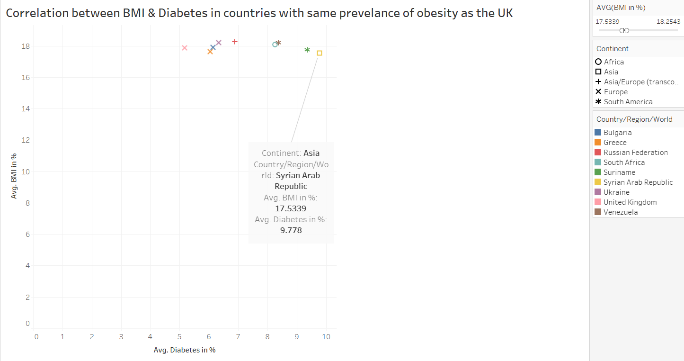 Correlation between BMI & Diabetes in countries with same prevelance of obesity as the UK
18
16
14
12
10
8
6
4
2
0
Avg. BMI in %
0 1 2 3 4 5 6 7 8 9 10
Avg. Diabetes in %
Continent: Asia
Country/Region/Wo
rld: Syrian Arab
Republic
Avg. BMI in %:
17.5339
Avg. Diabetes in %
9.778
AVG(BMI in %)
17.5339 18.2543
Continent
Africa
Asia
Asia/Europe (transco...
Europe
South America
Country/Region/World
Bulgaria
Greece
Russian Federation
South Africa
Suriname
Syrian Arab Republic
Ukraine
United Kingdom
Venezuela